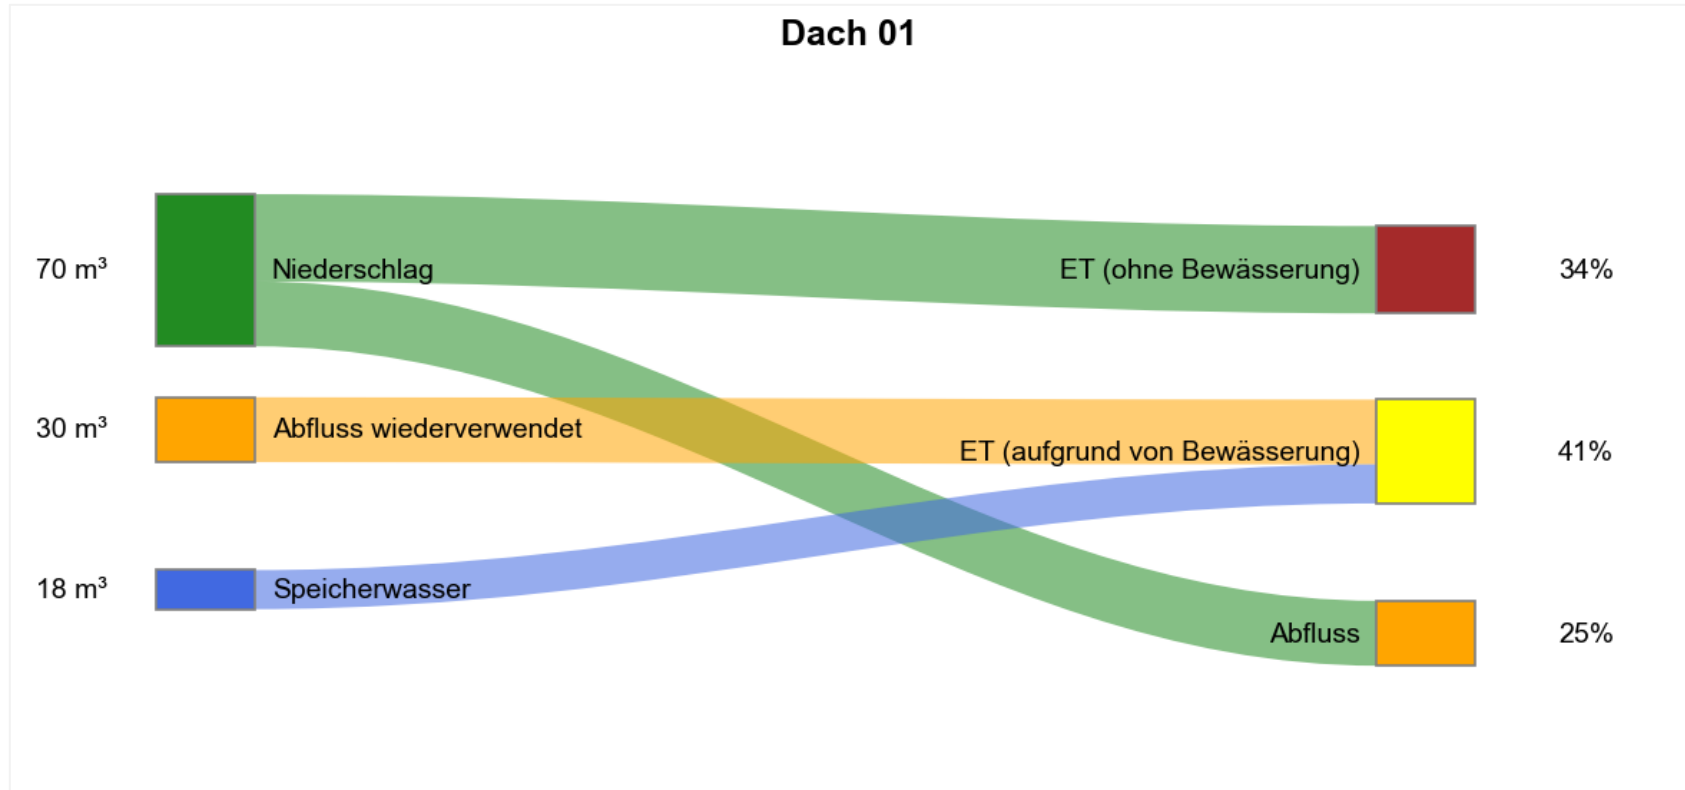 Dach 01
70 m³ Niederschlag ET (ohne Bewässerung) 34%
30 m³ Abfluss wiederverwendet
ET (aufgrund von Bewässerung) 41%
18 m³ Speicherwasser
Abfluss 25%